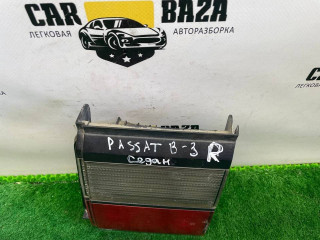 CAR BAZA
ЛЕГКОВАЯ АВТОРАЗБОРКА
PASSAT B-3 R
седан